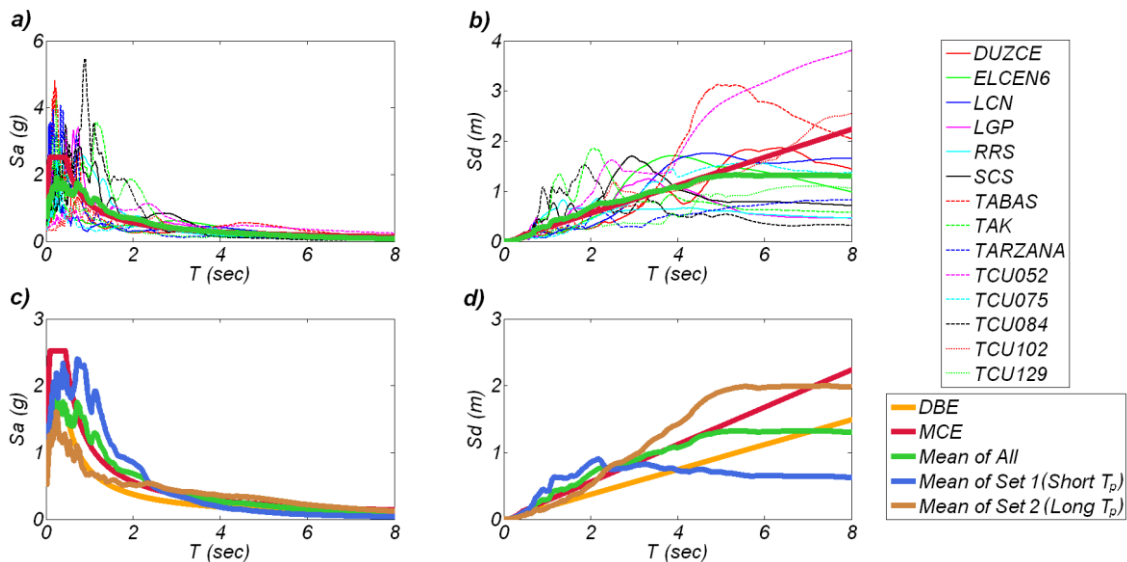 a)
6
4
2
0
0
2
4
6
8
Sa (g)
T (sec)
b)
4
3
2
1
0
0
2
4
6
8
Sd (m)
T (sec)
DUZCE
ELCEN6
LCN
LGP
RRS
SCS
TABAS
TAK
TARZANA
TCU052
TCU075
TCU084
TCU102
TCU129
c)
3
2
1
0
0
2
4
6
8
Sa (g)
T (sec)
d)
3
2
1
0
0
2
4
6
8
Sd (m)
T (sec)
DBE
MCE
Mean of All
Mean of Set 1 (Short Tp)
Mean of Set 2 (Long Tp)